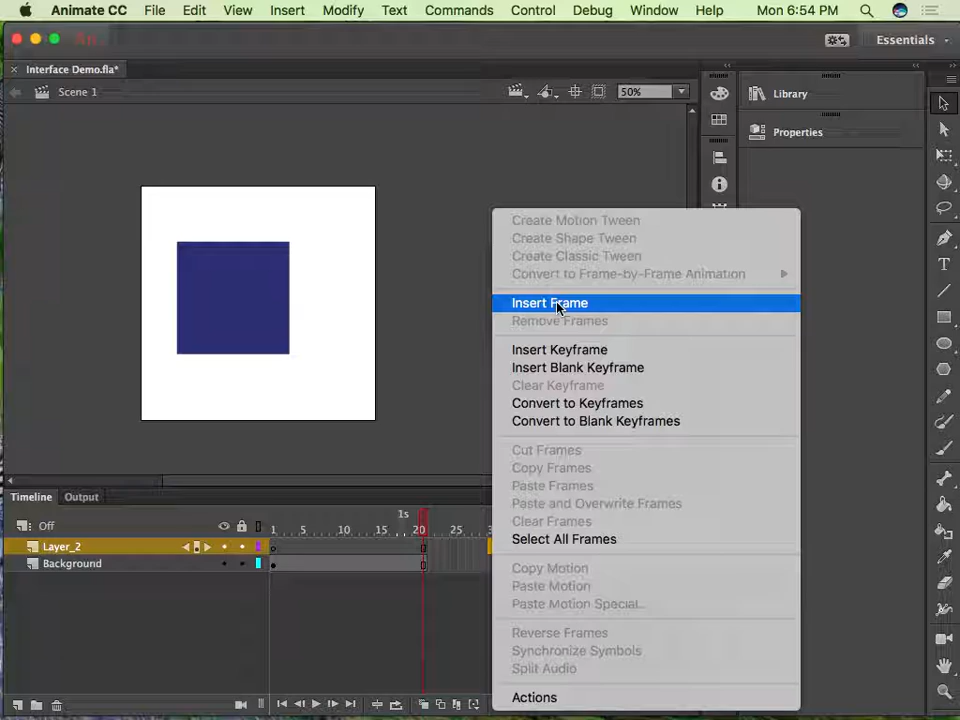 Animate CC File Edit View Insert Modify Text Commands Control Debug Window Help Mon 6:54 PM
Essentials
× Interface Demo.fla*
Scene 1
50%
Library
Properties
Create Motion Tween
Create Shape Tween
Create Classic Tween
Convert to Frame-by-Frame Animation
Insert Frame
Remove Frames
Insert Keyframe
Insert Blank Keyframe
Clear Keyframe
Convert to Keyframes
Convert to Blank Keyframes
Cut Frames
Copy Frames
Paste Frames
Paste and Overwrite Frames
Clear Frames
Select All Frames
Copy Motion
Paste Motion
Paste Motion Special...
Reverse Frames
Synchronize Symbols
Split Audio
Actions
Timeline Output
1s
Off 1 5 10 15 20 25
Layer_2
Background